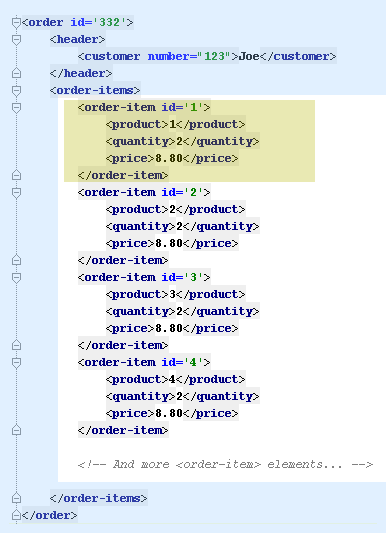 <order id='332'>
<header>
<customer number="123">Joe</customer>
</header>
<order-items>
<order-item id='1'>
<product>1</product>
<quantity>2</quantity>
<price>8.80</price>
</order-item>
<order-item id='2'>
<product>2</product>
<quantity>2</quantity>
<price>8.80</price>
</order-item>
<order-item id='3'>
<product>3</product>
<quantity>2</quantity>
<price>8.80</price>
</order-item>
<order-item id='4'>
<product>4</product>
<quantity>2</quantity>
<price>8.80</price>
</order-item>
<!-- And more <order-item> elements... -->
</order-items>
</order>